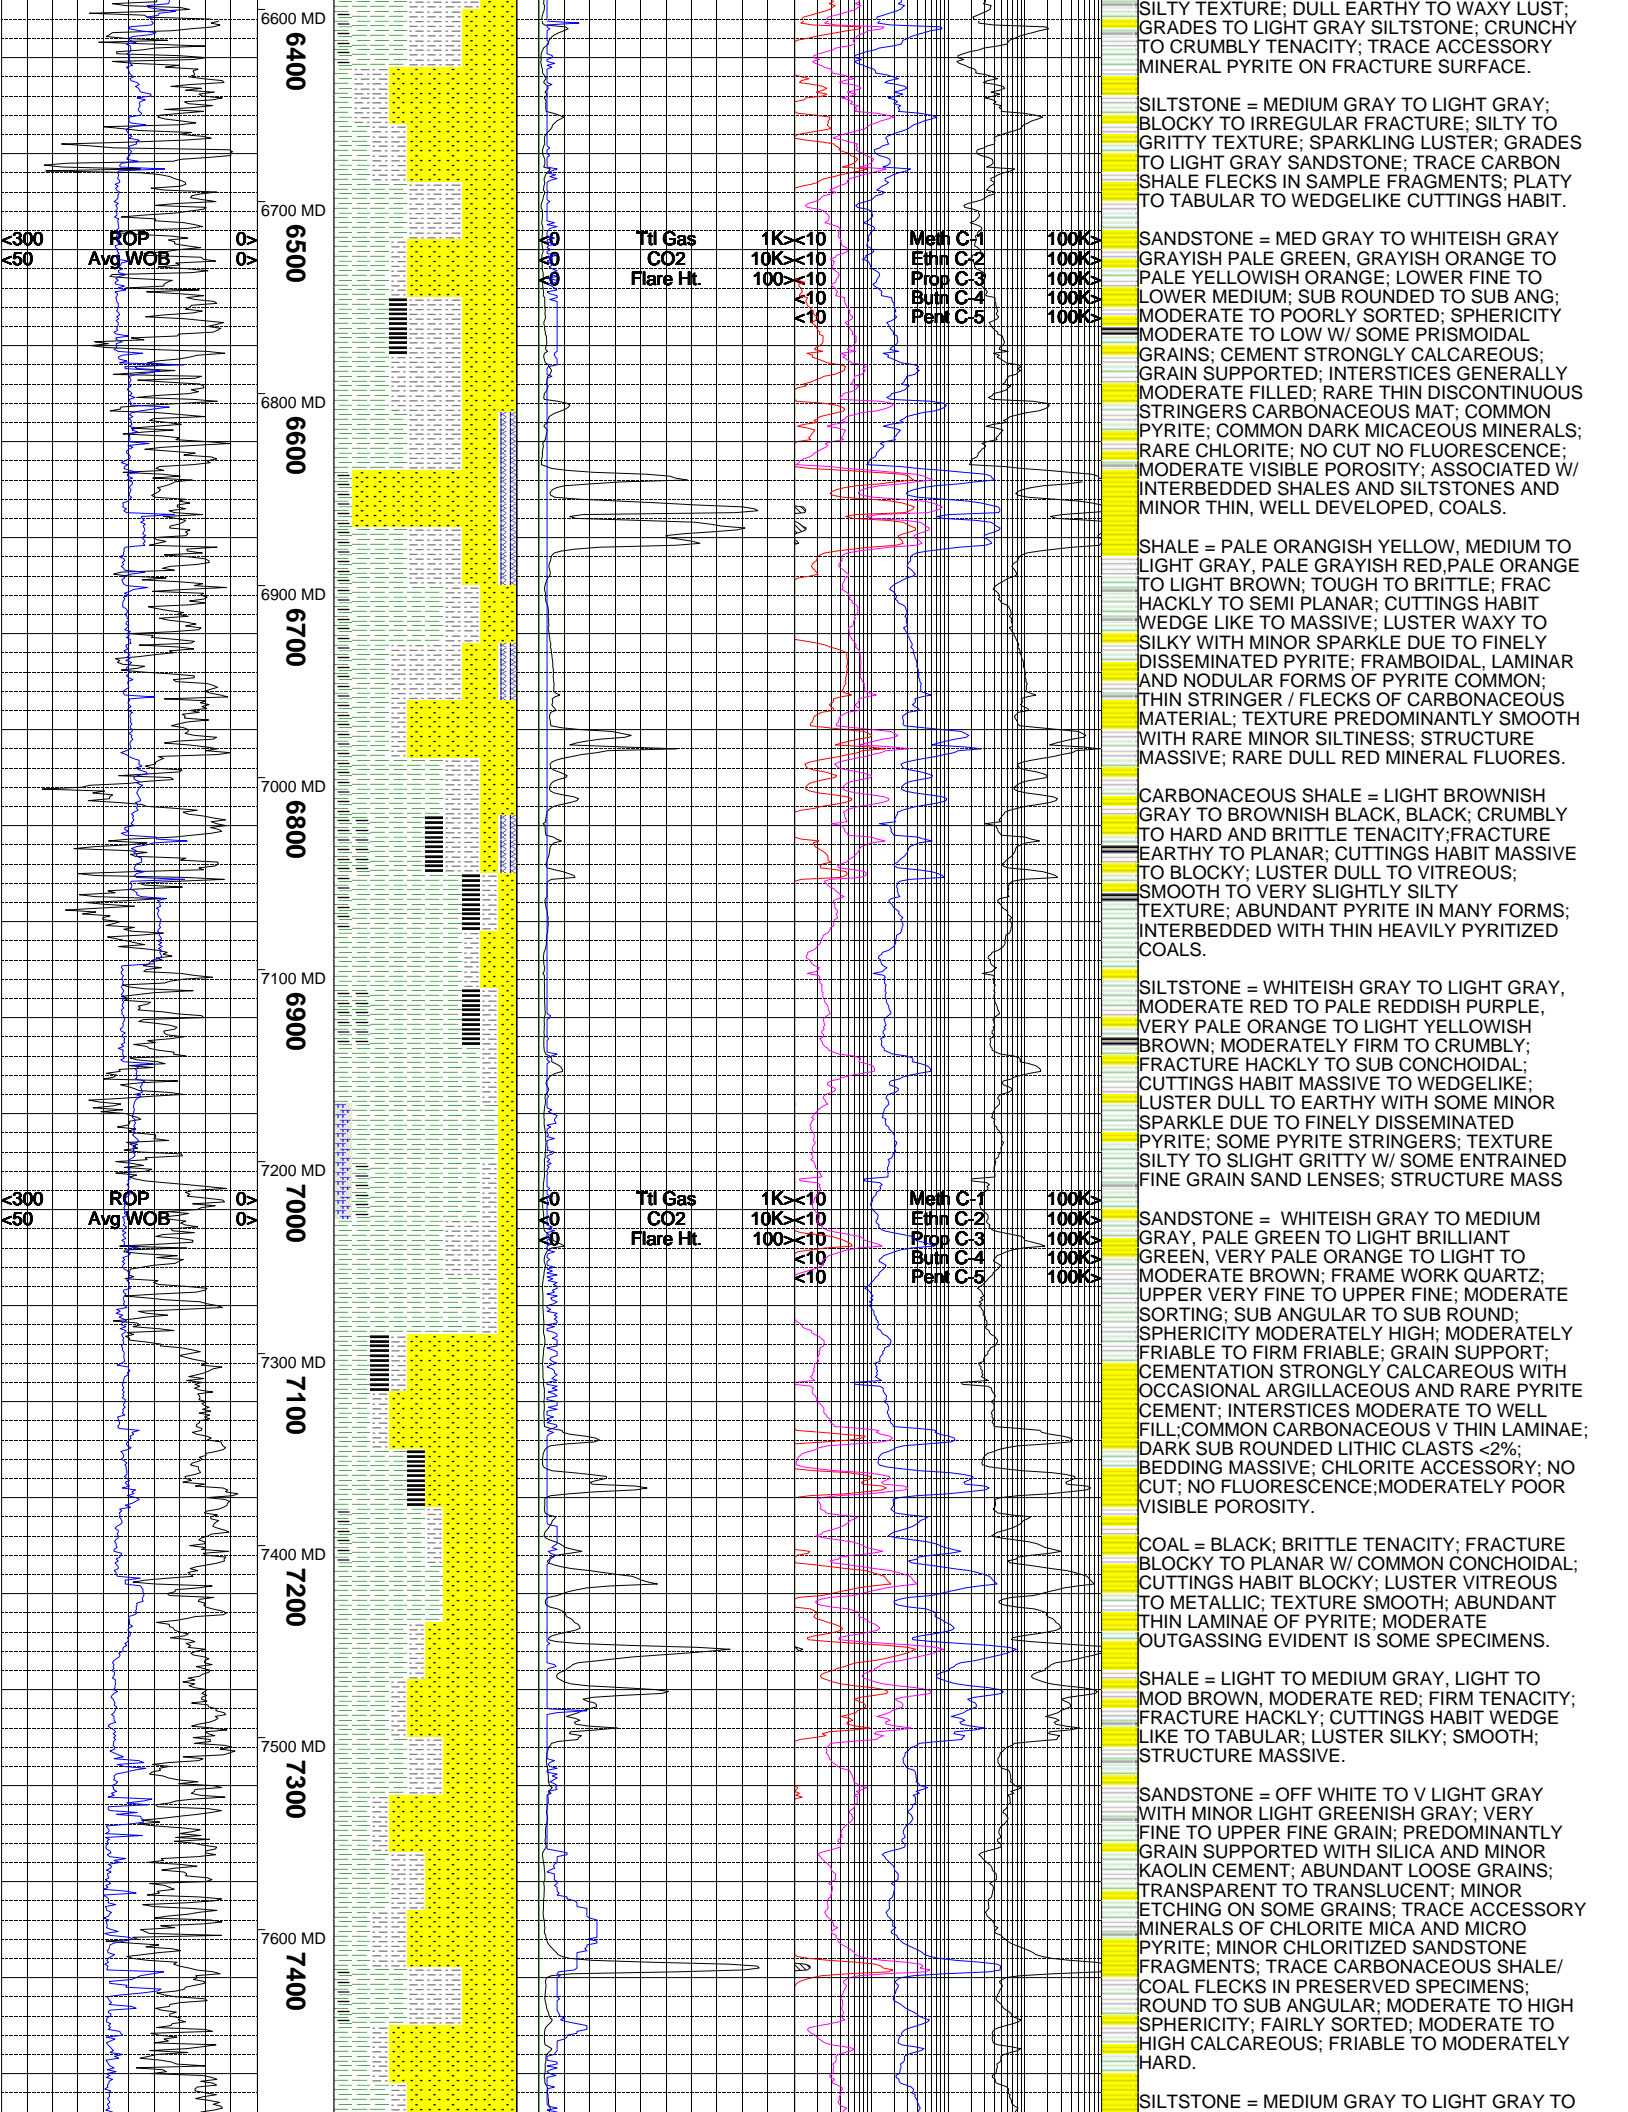 6600 MD
6400
6700 MD
<300 ROP 0>
6500
<50 Avg WOB 0>
6800 MD
6600
6900 MD
6700
7000 MD
6800
7100 MD
6900
7200 MD
<300 ROP 0>
7000
<50 Avg WOB 0>
7300 MD
7100
7400 MD
7200
7500 MD
7300
7600 MD
7400
<0 Ttl Gas 1K>
<0 CO2 10K>
<0 Flare Ht. 100>
<10 Meth C-1 100K>
<10 Ethn C-2 100K>
<10 Prop C-3 100K>
<10 Butn C-4 100K>
<10 Pent C-5 100K>
<0 Ttl Gas 1K>
<0 CO2 10K>
<0 Flare Ht. 100>
<10 Meth C-1 100K>
<10 Ethn C-2 100K>
<10 Prop C-3 100K>
<10 Butn C-4 100K>
<10 Pent C-5 100K>
SILTY TEXTURE; DULL EARTHY TO WAXY LUST;
GRADES TO LIGHT GRAY SILTSTONE; CRUNCHY
TO CRUMBLY TENACITY; TRACE ACCESSORY
MINERAL PYRITE ON FRACTURE SURFACE.
SILTSTONE = MEDIUM GRAY TO LIGHT GRAY;
BLOCKY TO IRREGULAR FRACTURE; SILTY TO
GRITTY TEXTURE; SPARKLING LUSTER; GRADES
TO LIGHT GRAY SANDSTONE; TRACE CARBON
SHALE FLECKS IN SAMPLE FRAGMENTS; PLATY
TO TABULAR TO WEDGELIKE CUTTINGS HABIT.
SANDSTONE = MED GRAY TO WHITEISH GRAY
GRAYISH PALE GREEN, GRAYISH ORANGE TO
PALE YELLOWISH ORANGE; LOWER FINE TO
LOWER MEDIUM; SUB ROUNDED TO SUB ANG;
MODERATE TO POORLY SORTED; SPHERICITY
MODERATE TO LOW W/ SOME PRISMOIDAL
GRAINS; CEMENT STRONGLY CALCAREOUS;
GRAIN SUPPORTED; INTERSTICES GENERALLY
MODERATE FILLED; RARE THIN DISCONTINUOUS
STRINGERS CARBONACEOUS MAT; COMMON
PYRITE; COMMON DARK MICACEOUS MINERALS;
RARE CHLORITE; NO CUT NO FLUORESCENCE;
MODERATE VISIBLE POROSITY; ASSOCIATED W/
INTERBEDDED SHALES AND SILTSTONES AND
MINOR THIN, WELL DEVELOPED, COALS.
SHALE = PALE ORANGISH YELLOW, MEDIUM TO
LIGHT GRAY, PALE GRAYISH RED,PALE ORANGE
TO LIGHT BROWN; TOUGH TO BRITTLE; FRAC
HACKLY TO SEMI PLANAR; CUTTINGS HABIT
WEDGE LIKE TO MASSIVE; LUSTER WAXY TO
SILKY WITH MINOR SPARKLE DUE TO FINELY
DISSEMINATED PYRITE; FRAMBOIDAL, LAMINAR
AND NODULAR FORMS OF PYRITE COMMON;
THIN STRINGER / FLECKS OF CARBONACEOUS
MATERIAL; TEXTURE PREDOMINANTLY SMOOTH
WITH RARE MINOR SILTINESS; STRUCTURE
MASSIVE; RARE DULL RED MINERAL FLUORES.
CARBONACEOUS SHALE = LIGHT BROWNISH
GRAY TO BROWNISH BLACK, BLACK; CRUMBLY
TO HARD AND BRITTLE TENACITY;FRACTURE
EARTHY TO PLANAR; CUTTINGS HABIT MASSIVE
TO BLOCKY; LUSTER DULL TO VITREOUS;
SMOOTH TO VERY SLIGHTLY SILTY
TEXTURE; ABUNDANT PYRITE IN MANY FORMS;
INTERBEDDED WITH THIN HEAVILY PYRITIZED
COALS.
SILTSTONE = WHITEISH GRAY TO LIGHT GRAY,
MODERATE RED TO PALE REDDISH PURPLE,
VERY PALE ORANGE TO LIGHT YELLOWISH
BROWN; MODERATELY FIRM TO CRUMBLY;
FRACTURE HACKLY TO SUB CONCHOIDAL;
CUTTINGS HABIT MASSIVE TO WEDGELIKE;
LUSTER DULL TO EARTHY WITH SOME MINOR
SPARKLE DUE TO FINELY DISSEMINATED
PYRITE; SOME PYRITE STRINGERS; TEXTURE
SILTY TO SLIGHT GRITTY W/ SOME ENTRAINED
FINE GRAIN SAND LENSES; STRUCTURE MASS
SANDSTONE = WHITEISH GRAY TO MEDIUM
GRAY, PALE GREEN TO LIGHT BRILLIANT
GREEN, VERY PALE ORANGE TO LIGHT TO
MODERATE BROWN; FRAME WORK QUARTZ;
UPPER VERY FINE TO UPPER FINE; MODERATE
SORTING; SUB ANGULAR TO SUB ROUND;
SPHERICITY MODERATELY HIGH; MODERATELY
FRIABLE TO FIRM FRIABLE; GRAIN SUPPORT;
CEMENTATION STRONGLY CALCAREOUS WITH
OCCASIONAL ARGILLACEOUS AND RARE PYRITE
CEMENT; INTERSTICES MODERATE TO WELL
FILL;COMMON CARBONACEOUS V THIN LAMINAE;
DARK SUB ROUNDED LITHIC CLASTS <2%;
BEDDING MASSIVE; CHLORITE ACCESSORY; NO
CUT; NO FLUORESCENCE;MODERATELY POOR
VISIBLE POROSITY.
COAL = BLACK; BRITTLE TENACITY; FRACTURE
BLOCKY TO PLANAR W/ COMMON CONCHOIDAL;
CUTTINGS HABIT BLOCKY; LUSTER VITREOUS
TO METALLIC; TEXTURE SMOOTH; ABUNDANT
THIN LAMINAE OF PYRITE; MODERATE
OUTGASSING EVIDENT IS SOME SPECIMENS.
SHALE = LIGHT TO MEDIUM GRAY, LIGHT TO
MOD BROWN, MODERATE RED; FIRM TENACITY;
FRACTURE HACKLY; CUTTINGS HABIT WEDGE
LIKE TO TABULAR; LUSTER SILKY; SMOOTH;
STRUCTURE MASSIVE.
SANDSTONE = OFF WHITE TO V LIGHT GRAY
WITH MINOR LIGHT GREENISH GRAY; VERY
FINE TO UPPER FINE GRAIN; PREDOMINANTLY
GRAIN SUPPORTED WITH SILICA AND MINOR
KAOLIN CEMENT; ABUNDANT LOOSE GRAINS;
TRANSPARENT TO TRANSLUCENT; MINOR
ETCHING ON SOME GRAINS; TRACE ACCESSORY
MINERALS OF CHLORITE MICA AND MICRO
PYRITE; MINOR CHLORITIZED SANDSTONE
FRAGMENTS; TRACE CARBONACEOUS SHALE/
COAL FLECKS IN PRESERVED SPECIMENS;
ROUND TO SUB ANGULAR; MODERATE TO HIGH
SPHERICITY; FAIRLY SORTED; MODERATE TO
HIGH CALCAREOUS; FRIABLE TO MODERATELY
HARD.
SILTSTONE = MEDIUM GRAY TO LIGHT GRAY TO